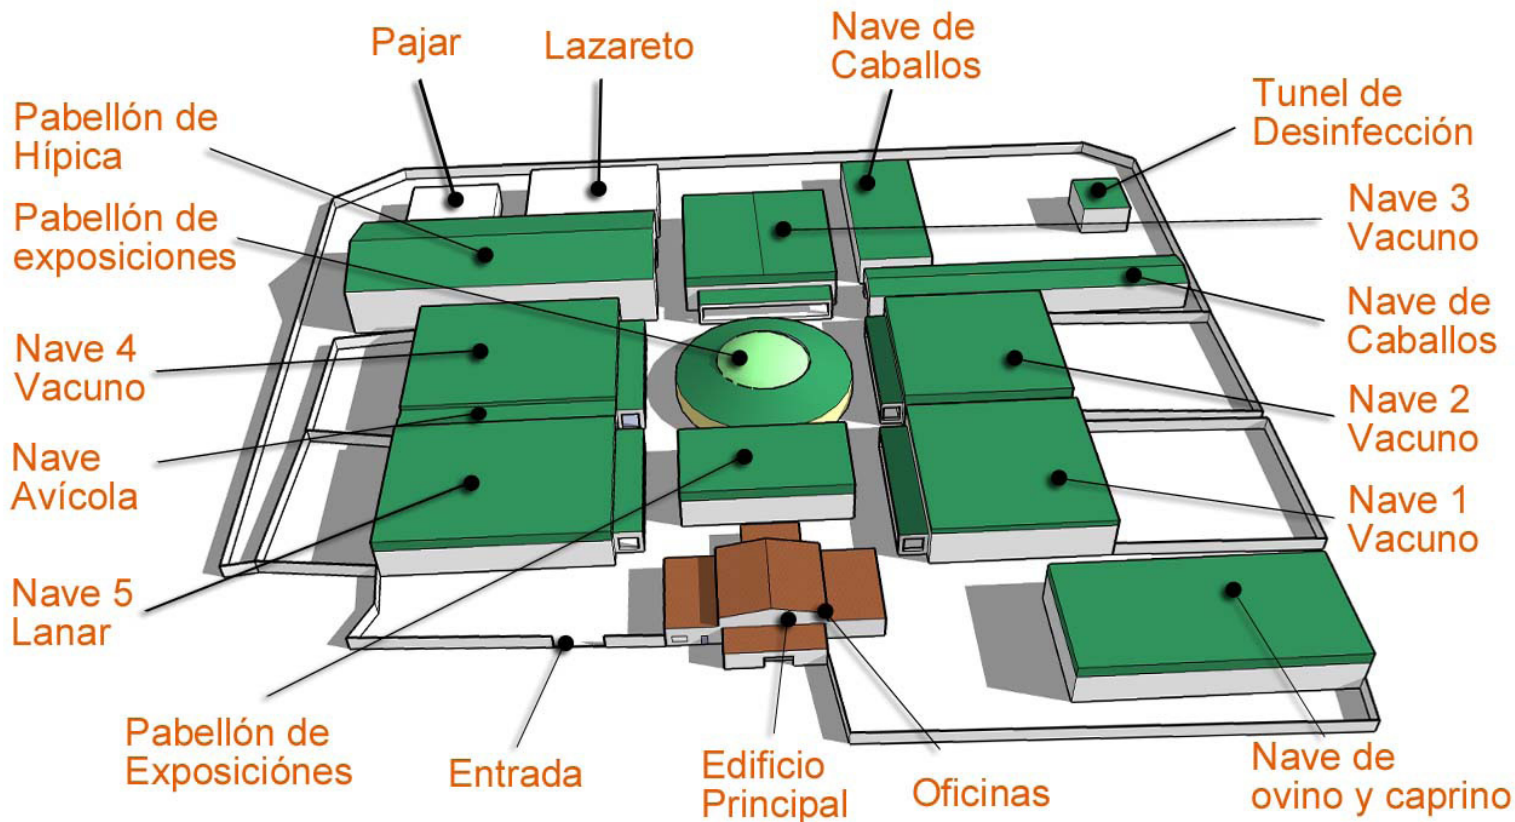 Pajar
Lazareto
Nave de
Caballos
Tunel de
Desinfección
Pabellón de
Hípica
Pabellón de
exposiciones
Nave 3
Vacuno
Nave de
Caballos
Nave 4
Vacuno
Nave 2
Vacuno
Nave
Avícola
Nave 1
Vacuno
Nave 5
Lanar
Pabellón de
Exposiciónes
Entrada
Edificio
Principal
Oficinas
Nave de
ovino y caprino